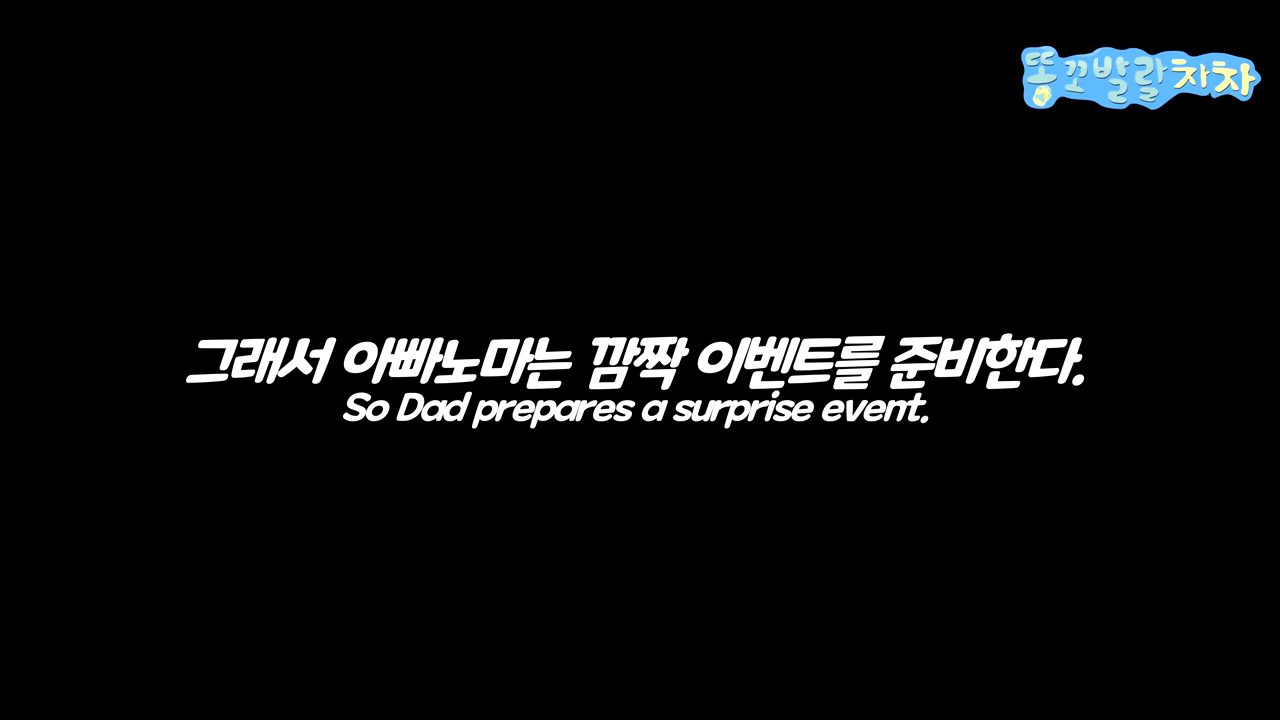 똥꼬발랄차차
그래서 아빠노마는 깜짝 이벤트를 준비한다.
So Dad prepares a surprise event.